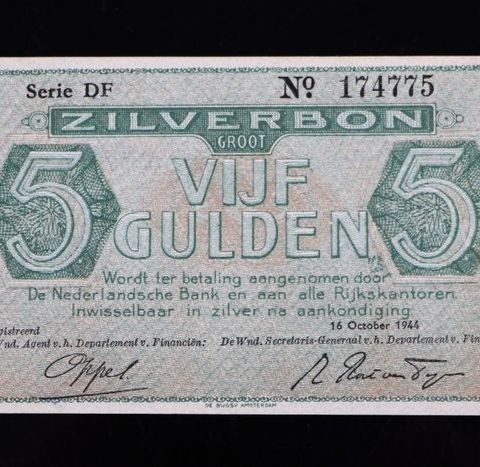 Serie DF Nº 174775
ZILVERBON
GROOT
5 VIJF 5
GULDEN
Wordt ter betaling aangenomen door
De Nederlandsche Bank en aan alle Rijkskantoren.
Inwisselbaar in zilver na aankondiging
16 October 1944
gistreerd
Wnd. Agent v. h. Departement v. Financiën: De Wnd. Secretaris-Generaal v. h. Departement v. Fin
DE BUSSY AMSTERDAM